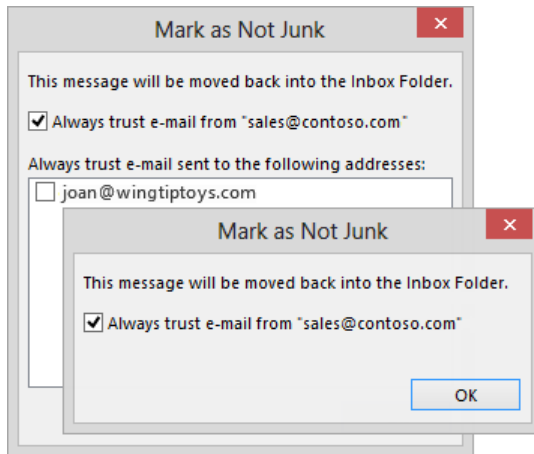 Mark as Not Junk
This message will be moved back into the Inbox Folder.
Always trust e-mail from "sales@contoso.com"
Always trust e-mail sent to the following addresses:
joan@wingtiptoys.com
Mark as Not Junk
This message will be moved back into the Inbox Folder.
Always trust e-mail from "sales@contoso.com"
OK